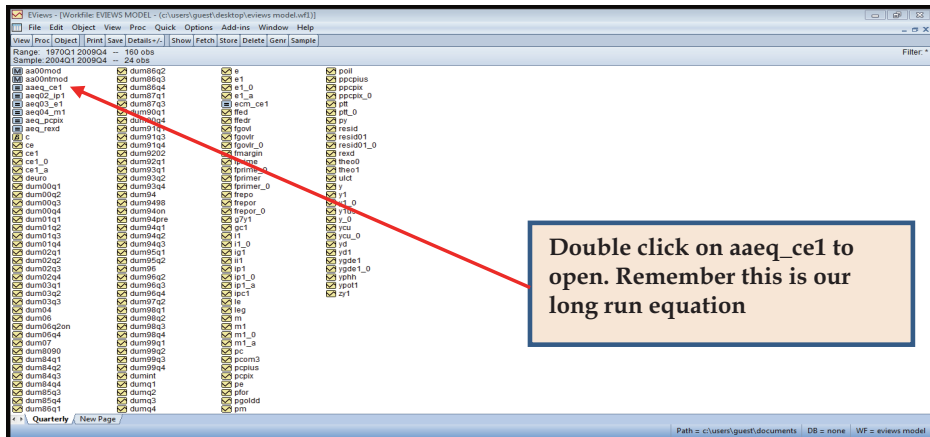 EViews - [Workfile: EVIEWS MODEL - (c:\users\guest\desktop\eviews model.wf1)]
File Edit Object View Proc Quick Options Add-ins Window Help
View Proc Object Print Save Details+/- Show Fetch Store Delete Genr Sample
Range: 1970Q1 2009Q4 -- 160 obs
Filter: *
Sample: 2004Q1 2009Q4 -- 24 obs
aa00mod
aa00ntmod
aaeq_ce1
aeq02_ip1
aeq03_e1
aeq04_m1
aeq_pcpix
aeq_rexd
c
ce
ce1
ce1_0
ce1_a
deuro
dum00q1
dum00q2
dum00q3
dum00q4
dum01q1
dum01q2
dum01q3
dum01q4
dum02q1
dum02q2
dum02q3
dum02q4
dum03q1
dum03q2
dum03q3
dum04
dum06
dum06q2on
dum06q4
dum07
dum8090
dum84q1
dum84q2
dum84q3
dum84q4
dum85q3
dum85q4
dum86q1
dum86q2
dum86q3
dum86q4
dum87q1
dum87q3
dum90q1
dum90q4
dum91q3
dum91q4
dum9202
dum92q1
dum93q1
dum93q2
dum93q4
dum94
dum9498
dum94on
dum94pre
dum94q1
dum94q2
dum94q3
dum95q1
dum95q2
dum96
dum96q2
dum96q3
dum96q4
dum97q2
dum98q1
dum98q2
dum98q3
dum98q4
dum99q1
dum99q2
dum99q3
dum99q4
dumint
dumq1
dumq2
dumq3
dumq4
e
e1
e1_0
e1_a
ecm_ce1
ffed
ffedr
fgovl
fgovlr
fgovlr_0
fmargin
fprime
fprime_0
fprimer
fprimer_0
frepo
frepor
frepor_0
g7y1
gc1
i1
i1_0
ig1
ii1
ip1
ip1_0
ip1_a
ipc1
le
leg
m
m1
m1_0
m1_a
pc
pcom3
pcpius
pcpix
pe
pfor
pgoldd
pm
poil
ppcpius
ppcpix
ppcpix_0
ptt
ptt_0
py
resid
resid01
resid01_0
rexd
theo0
theo1
ulct
y
y1
y1_0
y1us
y_0
ycu
ycu_0
yd
yd1
ygde1
ygde1_0
yphh
ypot1
zy1
Double click on aaeq_ce1 to
open. Remember this is our
long run equation
Quarterly New Page
Path = c:\users\guest\documents DB = none WF = eviews model